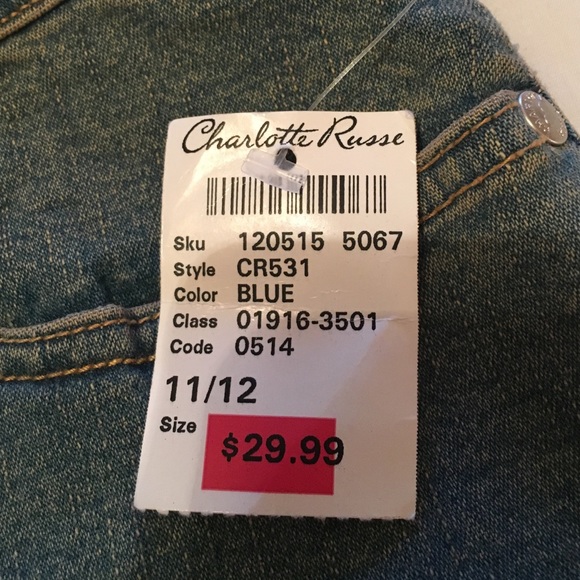 Charlotte Russe
Sku 120515 5067
Style CR531
Color BLUE
Class 01916-3501
Code 0514
11/12
Size
$29.99